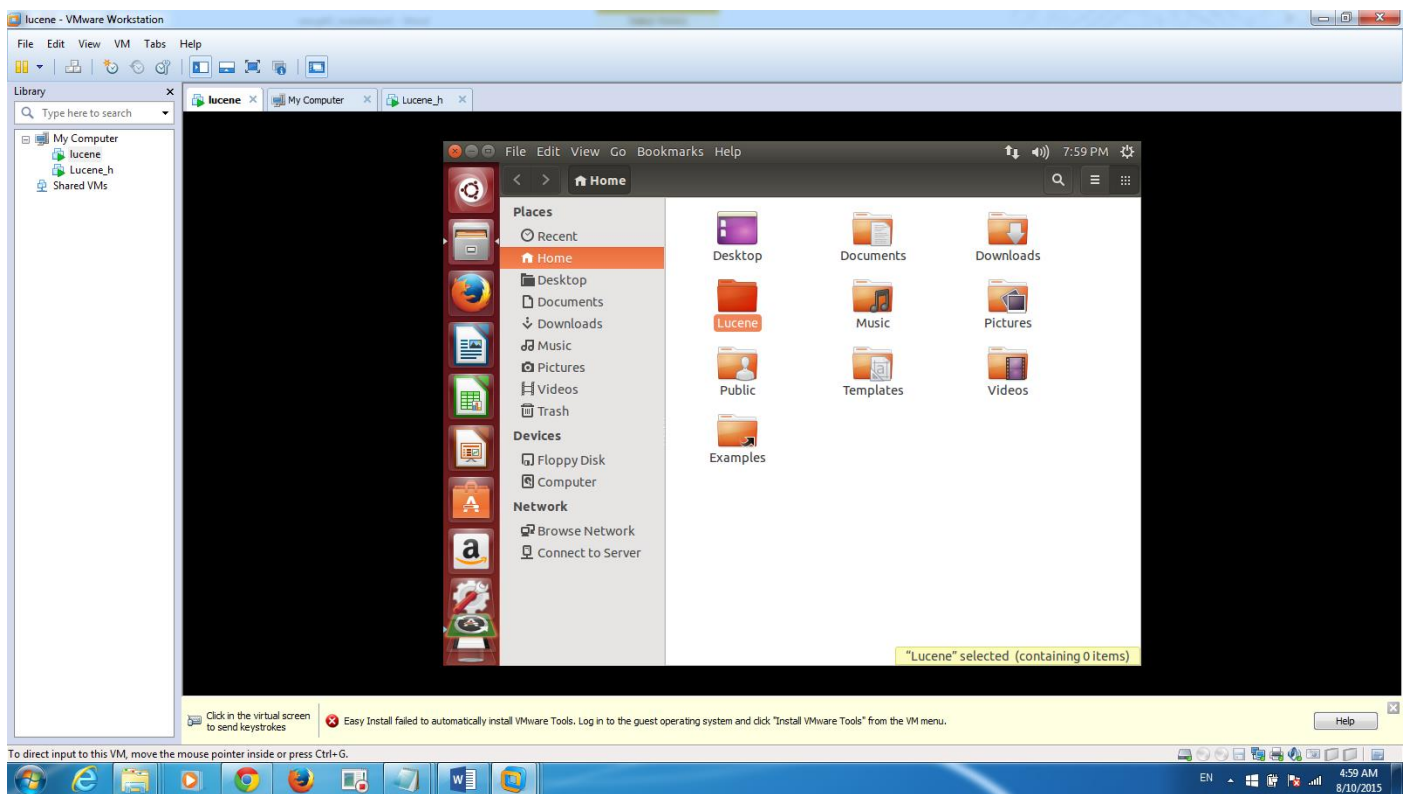 lucene - VMware Workstation
File Edit View VM Tabs Help
Library
Type here to search
My Computer
lucene
Lucene_h
Shared VMs
lucene
My Computer
Lucene_h
File Edit View Go Bookmarks Help
7:59 PM
Home
Places
Recent
Home
Desktop
Documents
Downloads
Music
Pictures
Videos
Trash
Devices
Floppy Disk
Computer
Network
Browse Network
Connect to Server
Desktop Documents Downloads
Lucene Music Pictures
Public Templates Videos
Examples
"Lucene" selected (containing 0 items)
Click in the virtual screen
to send keystrokes
Easy Install failed to automatically install VMware Tools. Log in to the guest operating system and click "Install VMware Tools" from the VM menu.
Help
To direct input to this VM, move the mouse pointer inside or press Ctrl+G.
EN
4:59 AM
8/10/2015